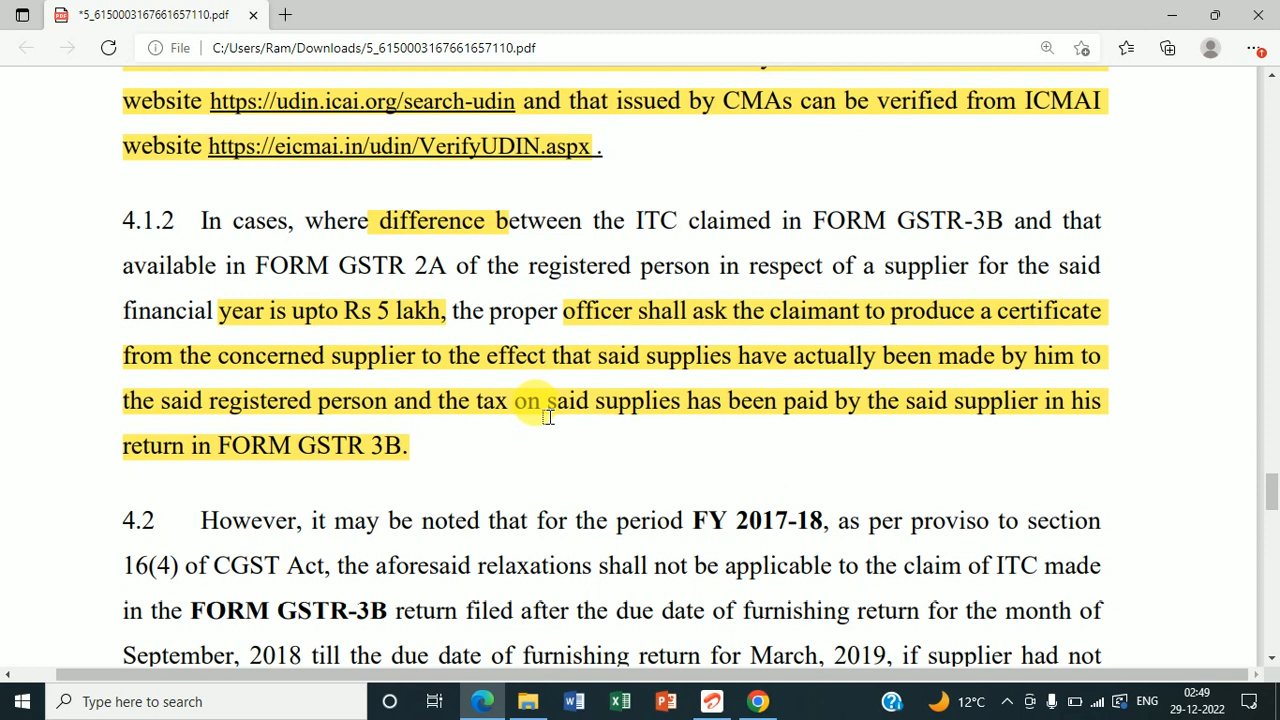 *5_6150003167661657110.pdf
File C:/Users/Ram/Downloads/5_6150003167661657110.pdf
website https://udin.icai.org/search-udin and that issued by CMAs can be verified from ICMAI
website https://eicmai.in/udin/VerifyUDIN.aspx .
4.1.2 In cases, where difference between the ITC claimed in FORM GSTR-3B and that
available in FORM GSTR 2A of the registered person in respect of a supplier for the said
financial year is upto Rs 5 lakh, the proper officer shall ask the claimant to produce a certificate
from the concerned supplier to the effect that said supplies have actually been made by him to
the said registered person and the tax on said supplies has been paid by the said supplier in his
return in FORM GSTR 3B.
4.2 However, it may be noted that for the period FY 2017-18, as per proviso to section
16(4) of CGST Act, the aforesaid relaxations shall not be applicable to the claim of ITC made
in the FORM GSTR-3B return filed after the due date of furnishing return for the month of
September, 2018 till the due date of furnishing return for March, 2019, if supplier had not
Type here to search
12°C
ENG
02:49
29-12-2022